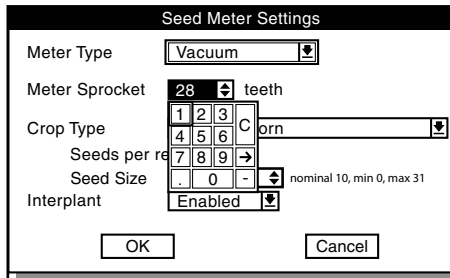 Seed Meter Settings
Meter Type Vacuum
Meter Sprocket 28 teeth
1 2 3 C
Crop Type orn
4 5 6
Seeds per re 7 8 9 →
Seed Size . 0 - nominal 10, min 0, max 31
Interplant Enabled
OK Cancel